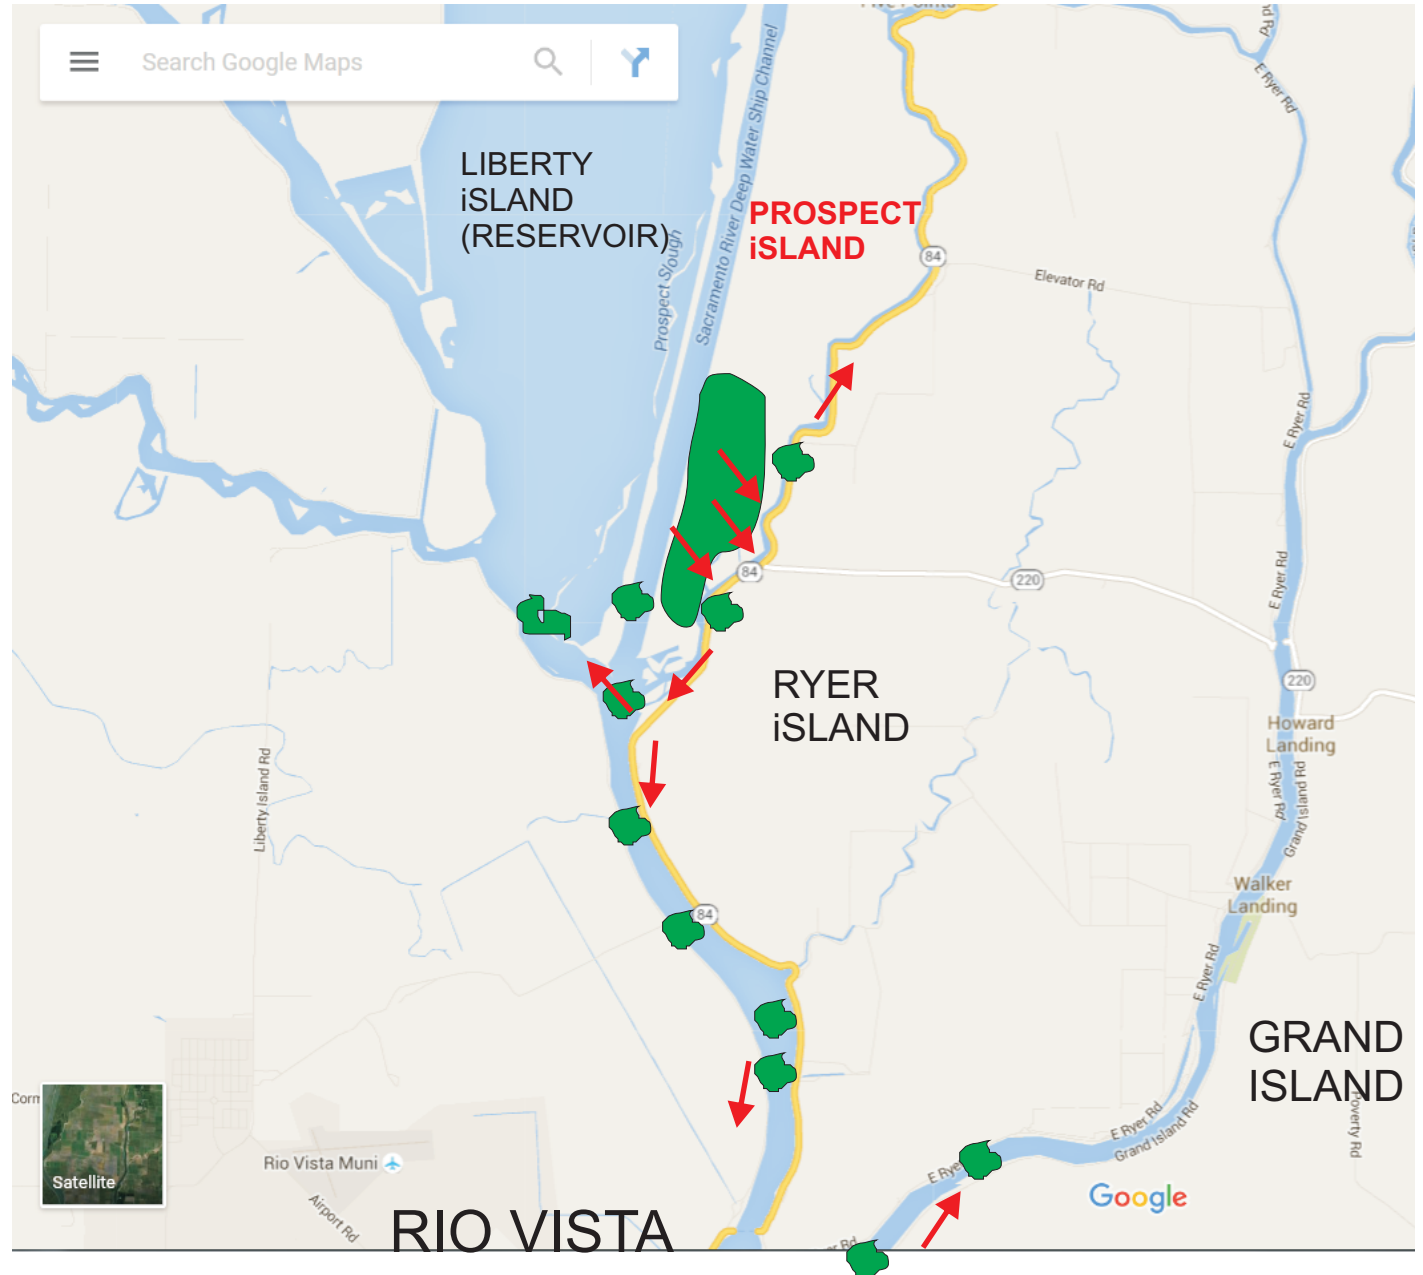 Five Points
Search Google Maps
Sacramento River Deep Water Ship Channel
E Ryer Rd
LIBERTY
iSLAND
(RESERVOIR)
PROSPECT
iSLAND
Prospect Slough
84
Elevator Rd
E Ryer Rd
84
220
E Ryer Rd
RYER
iSLAND
220
Howard
Landing
Liberty Island Rd
E Ryer Rd
Grand Island Rd
84
Walker
Landing
E Ryer Rd
GRAND
ISLAND
Satellite
Rio Vista Muni
Airport Rd
E Ryer Rd
Grand Island Rd
Poverty Rd
E Rye
Google
RIO VISTA